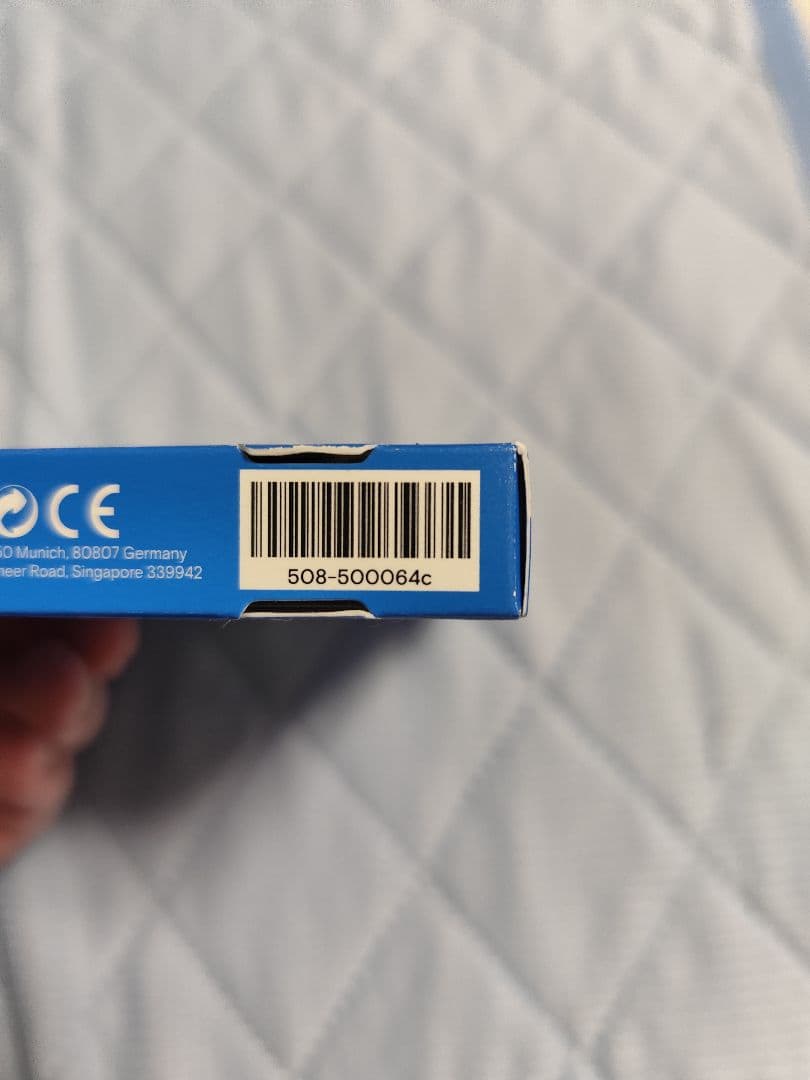 CE
Munich, 80807 Germany
Road, Singapore 339942
508-500064c